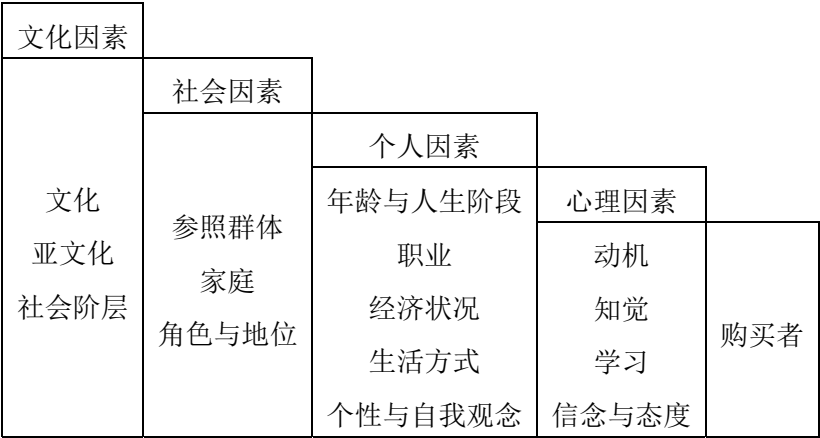 文化因素
文化
亚文化
社会阶层
社会因素
参照群体
家庭
角色与地位
个人因素
年龄与人生阶段
职业
经济状况
生活方式
个性与自我观念
心理因素
动机
知觉
学习
信念与态度
购买者